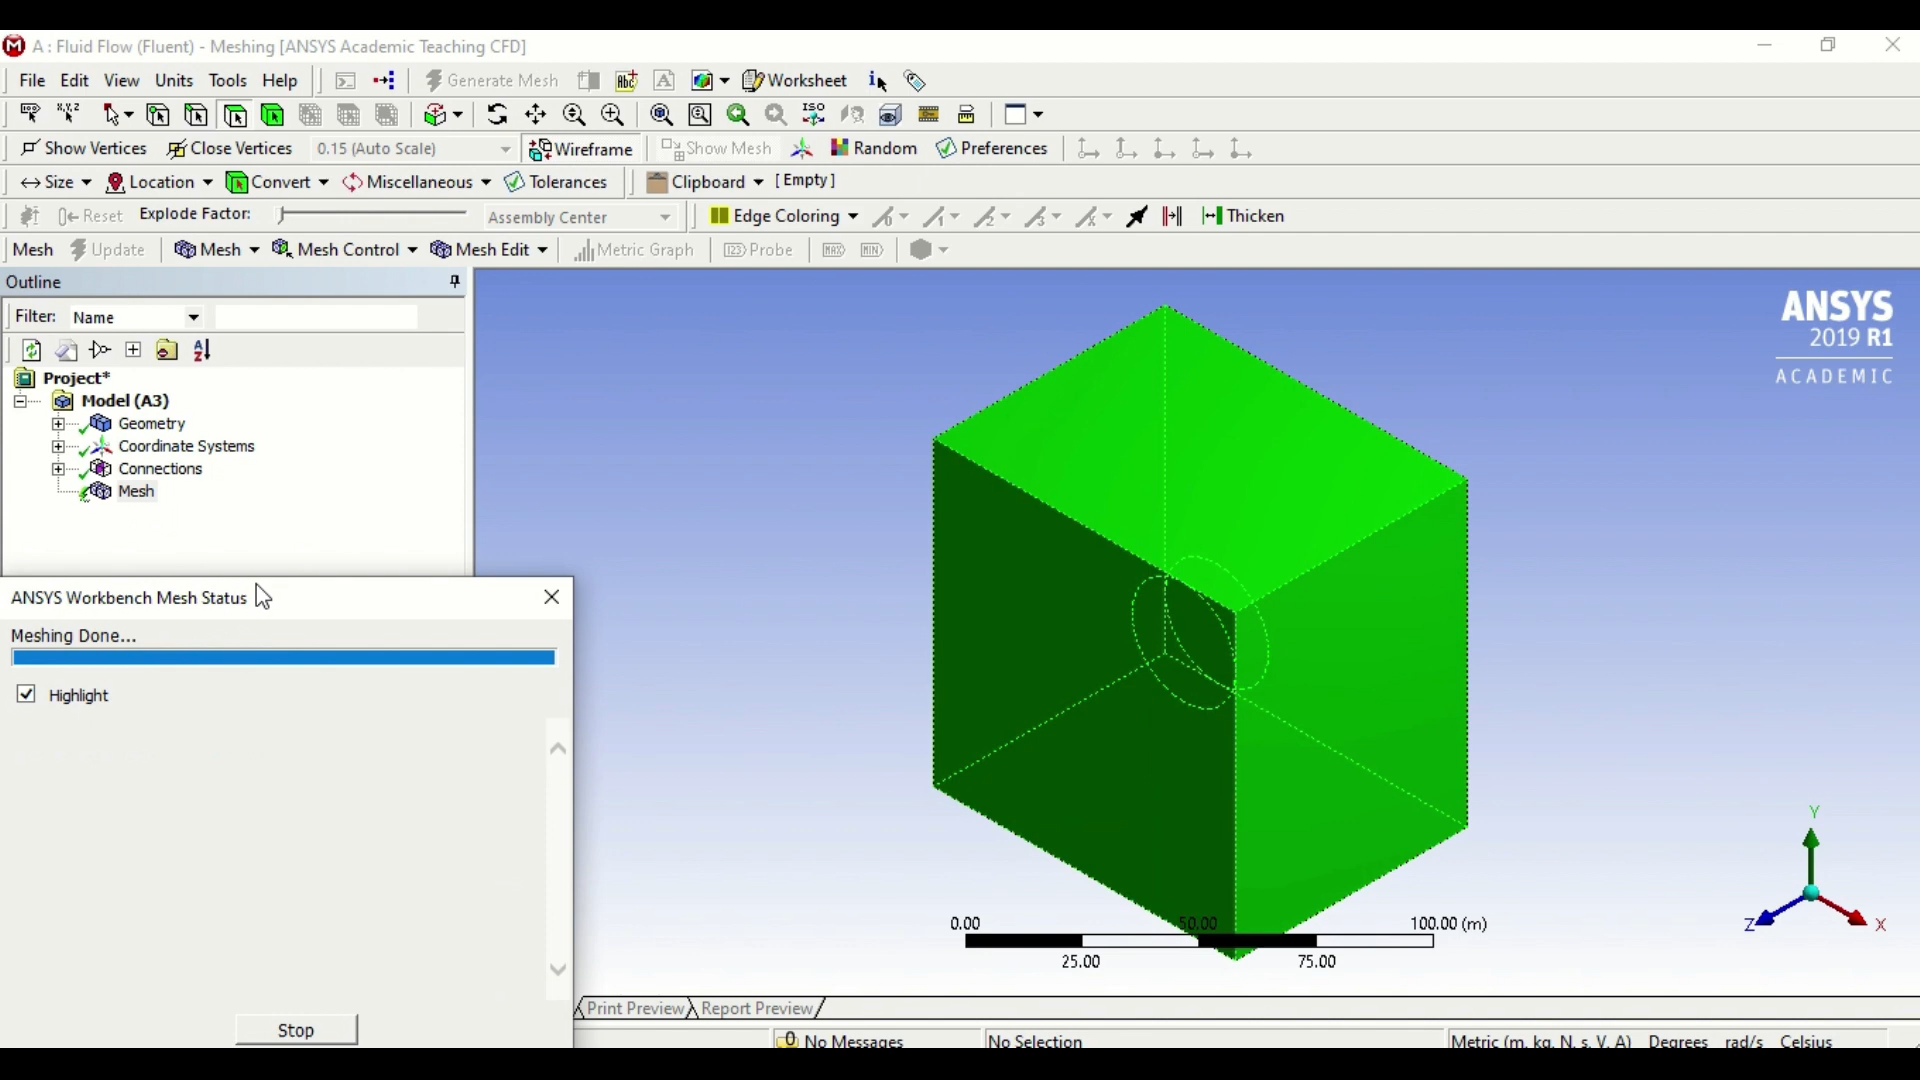 A : Fluid Flow (Fluent) - Meshing [ANSYS Academic Teaching CFD]
File Edit View Units Tools Help Generate Mesh Abc A Worksheet i
X,Y,Z ISO
Show Vertices Close Vertices 0.15 (Auto Scale) Wireframe Show Mesh Random Preferences
Size Location Convert Miscellaneous Tolerances Clipboard [ Empty ]
Reset Explode Factor: Assembly Center Edge Coloring Thicken
Mesh Update Mesh Mesh Control Mesh Edit Metric Graph Probe MAX MIN
Outline
Filter: Name
Project*
Model (A3)
Geometry
Coordinate Systems
Connections
Mesh
ANSYS Workbench Mesh Status
Meshing Done...
Highlight
Stop
ANSYS
2019 R1
ACADEMIC
Y
Z X
0.00 50.00 100.00 (m)
25.00 75.00
Print Preview Report Preview
0 No Messages No Selection Metric (m, kg, N, s, V, A) Degrees rad/s Celsius